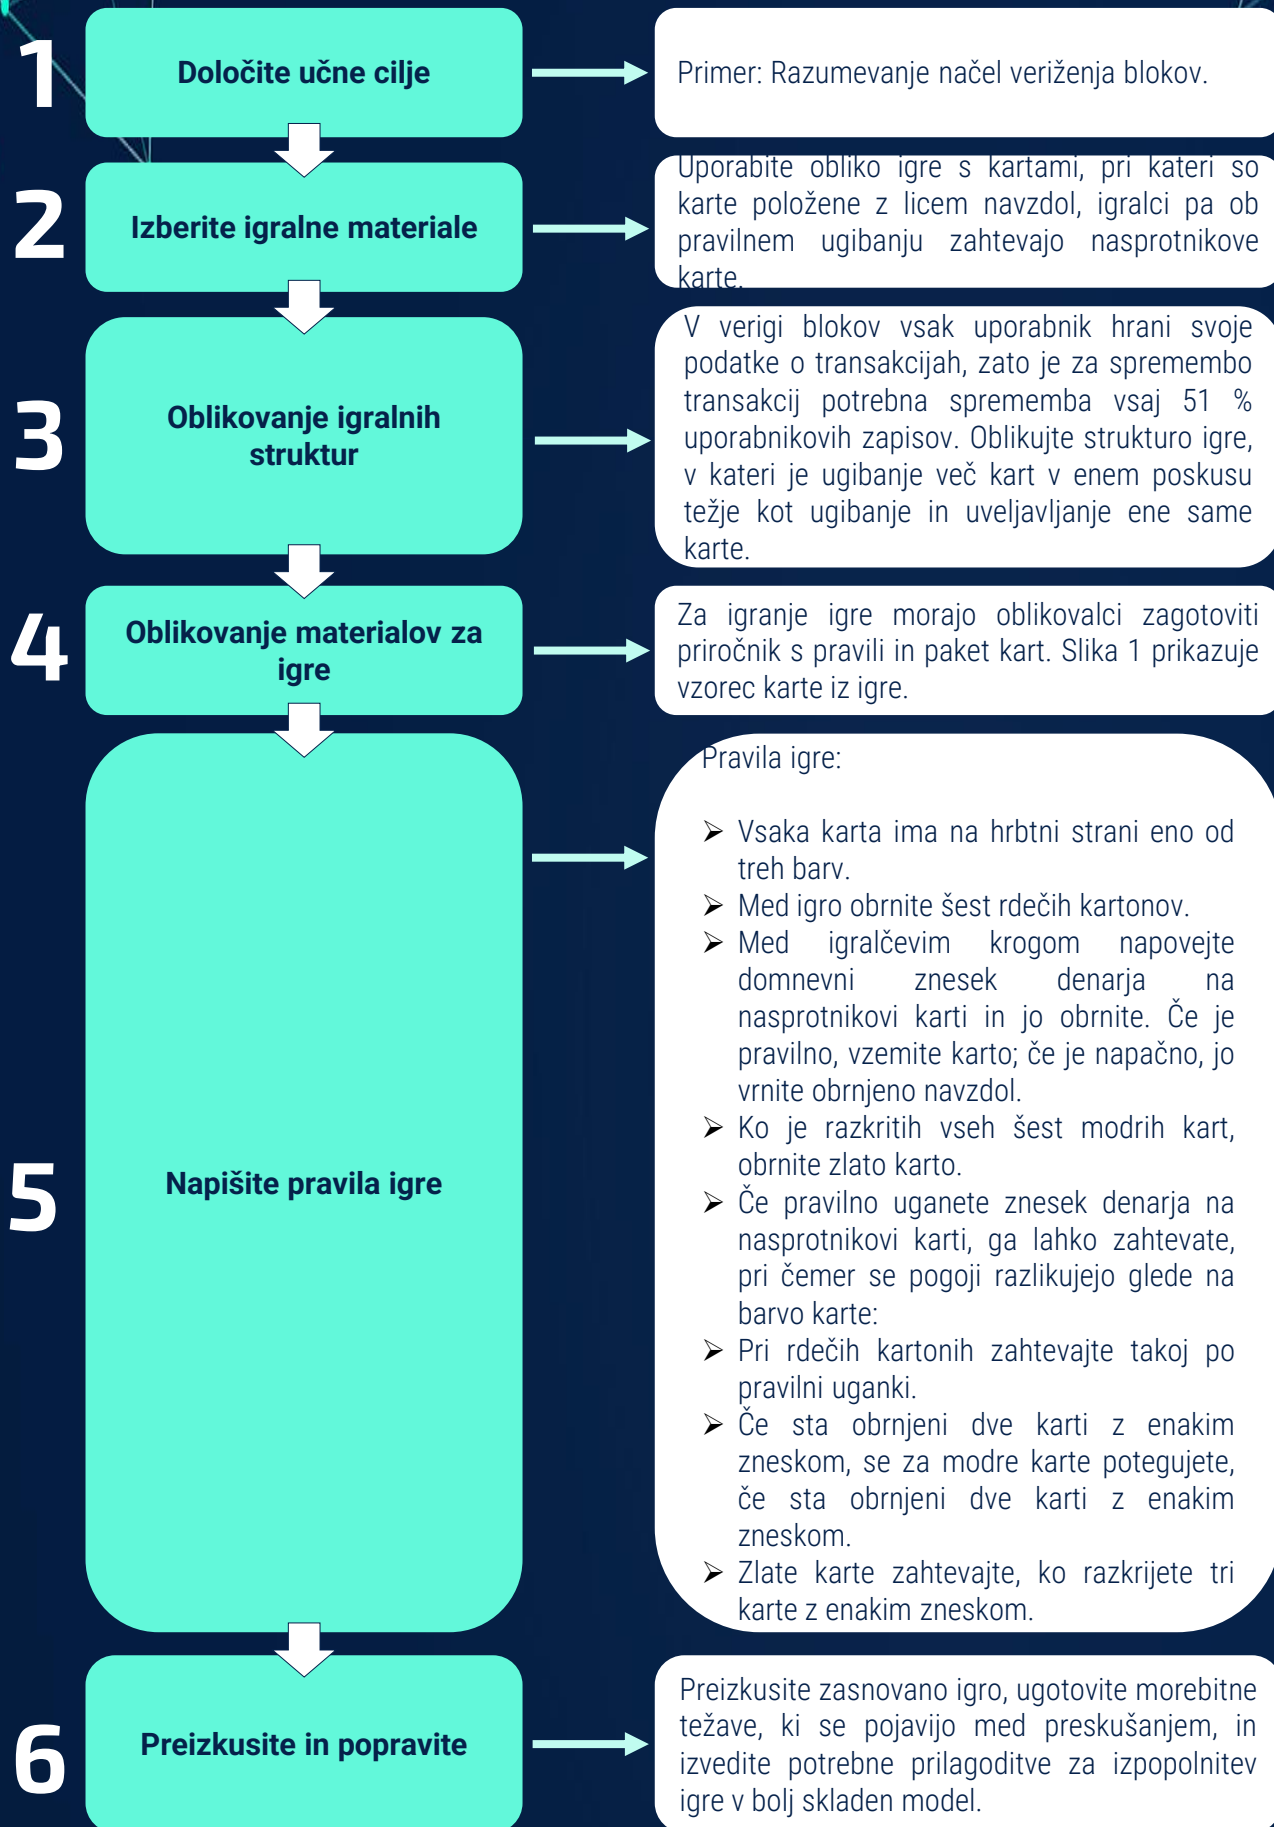 1
Določite učne cilje
Primer: Razumevanje načel veriženja blokov.
2
Izberite igralne materiale
Uporabite obliko igre s kartami, pri kateri so
karte položene z licem navzdol, igralci pa ob
pravilnem ugibanju zahtevajo nasprotnikove
karte.
3
Oblikovanje igralnih
struktur
V verigi blokov vsak uporabnik hrani svoje
podatke o transakcijah, zato je za spremembo
transakcij potrebna sprememba vsaj 51 %
uporabnikovih zapisov. Oblikujte strukturo igre,
v kateri je ugibanje več kart v enem poskusu
težje kot ugibanje in uveljavljanje ene same
karte.
4
Oblikovanje materialov za
igre
Za igranje igre morajo oblikovalci zagotoviti
priročnik s pravili in paket kart. Slika 1 prikazuje
vzorec karte iz igre.
5
Napišite pravila igre
Pravila igre:
➢ Vsaka karta ima na hrbtni strani eno od
treh barv.
➢ Med igro obrnite šest rdečih kartonov.
➢ Med igralčevim krogom napovejte
domnevni znesek denarja na
nasprotnikovi karti in jo obrnite. Če je
pravilno, vzemite karto; če je napačno, jo
vrnite obrnjeno navzdol.
➢ Ko je razkritih vseh šest modrih kart,
obrnite zlato karto.
➢ Če pravilno uganete znesek denarja na
nasprotnikovi karti, ga lahko zahtevate,
pri čemer se pogoji razlikujejo glede na
barvo karte:
➢ Pri rdečih kartonih zahtevajte takoj po
pravilni uganki.
➢ Če sta obrnjeni dve karti z enakim
zneskom, se za modre karte potegujete,
če sta obrnjeni dve karti z enakim
zneskom.
➢ Zlate karte zahtevajte, ko razkrijete tri
karte z enakim zneskom.
6
Preizkusite in popravite
Preizkusite zasnovano igro, ugotovite morebitne
težave, ki se pojavijo med preskušanjem, in
izvedite potrebne prilagoditve za izpopolnitev
igre v bolj skladen model.